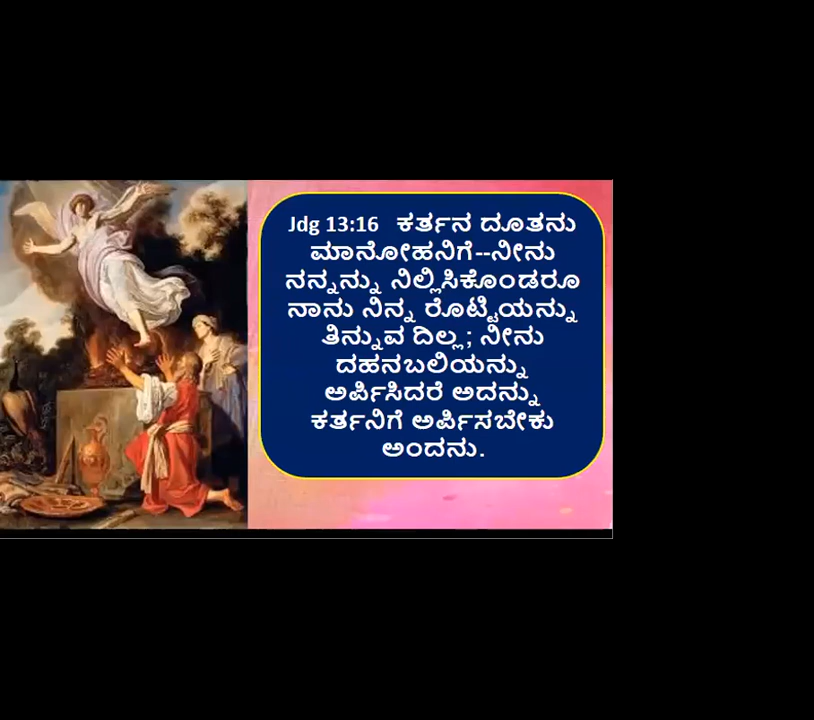 Jdg 13:16 ಕರ್ತನ ದೂತನು
ಮಾನೋಹನಿಗೆ--ನೀನು
ನನ್ನನ್ನು ನಿಲ್ಲಿಸಿಕೊಂಡರೂ
ನಾನು ನಿನ್ನ ರೊಟ್ಟಿಯನ್ನು
ತಿನ್ನುವ ದಿಲ್ಲ; ನೀನು
ದಹನಬಲಿಯನ್ನು
ಅರ್ಪಿಸಿದರೆ ಅದನ್ನು
ಕರ್ತನಿಗೆ ಅರ್ಪಿಸಬೇಕು
ಅಂದನು.